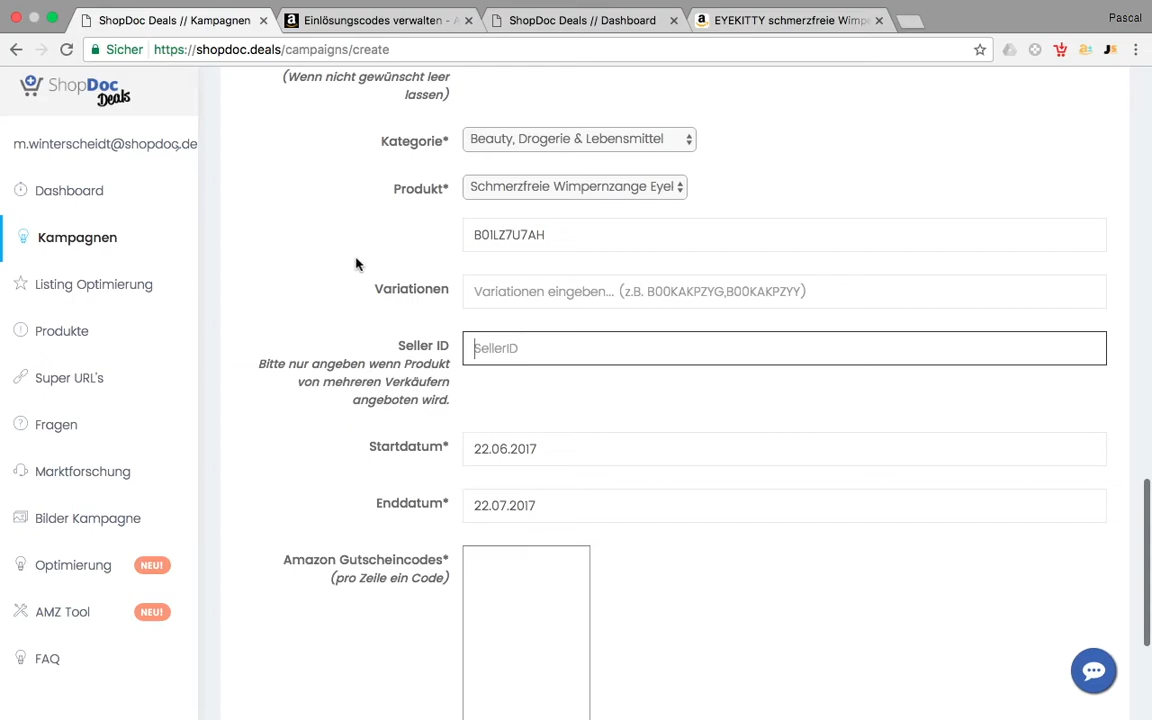 ShopDoc Deals // Kampagnen
Einlösungscodes verwalten - A
ShopDoc Deals // Dashboard
EYEKITTY schmerzfreie Wimpe
Pascal
Sicher https://shopdoc.deals/campaigns/create
ShopDoc
Deals
m.winterscheidt@shopdoc.de
Dashboard
Kampagnen
Listing Optimierung
Produkte
Super URL's
Fragen
Marktforschung
Bilder Kampagne
Optimierung NEU!
AMZ Tool NEU!
FAQ
(Wenn nicht gewünscht leer
lassen)
Kategorie* Beauty, Drogerie & Lebensmittel
Produkt* Schmerzfreie Wimpernzange Eyel
B01LZ7U7AH
Variationen Variationen eingeben... (z.B. B00KAKPZYG,B00KAKPZYY)
Seller ID SellerID
Bitte nur angeben wenn Produkt
von mehreren Verkäufern
angeboten wird.
Startdatum* 22.06.2017
Enddatum* 22.07.2017
Amazon Gutscheincodes*
(pro Zeile ein Code)